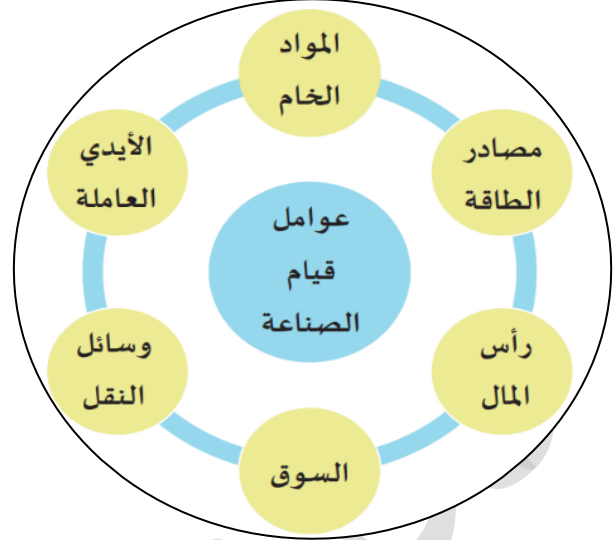 عوامل
قيام
الصناعة
المواد
الخام
مصادر
الطاقة
رأس
المال
السوق
وسائل
النقل
الأيدي
العاملة